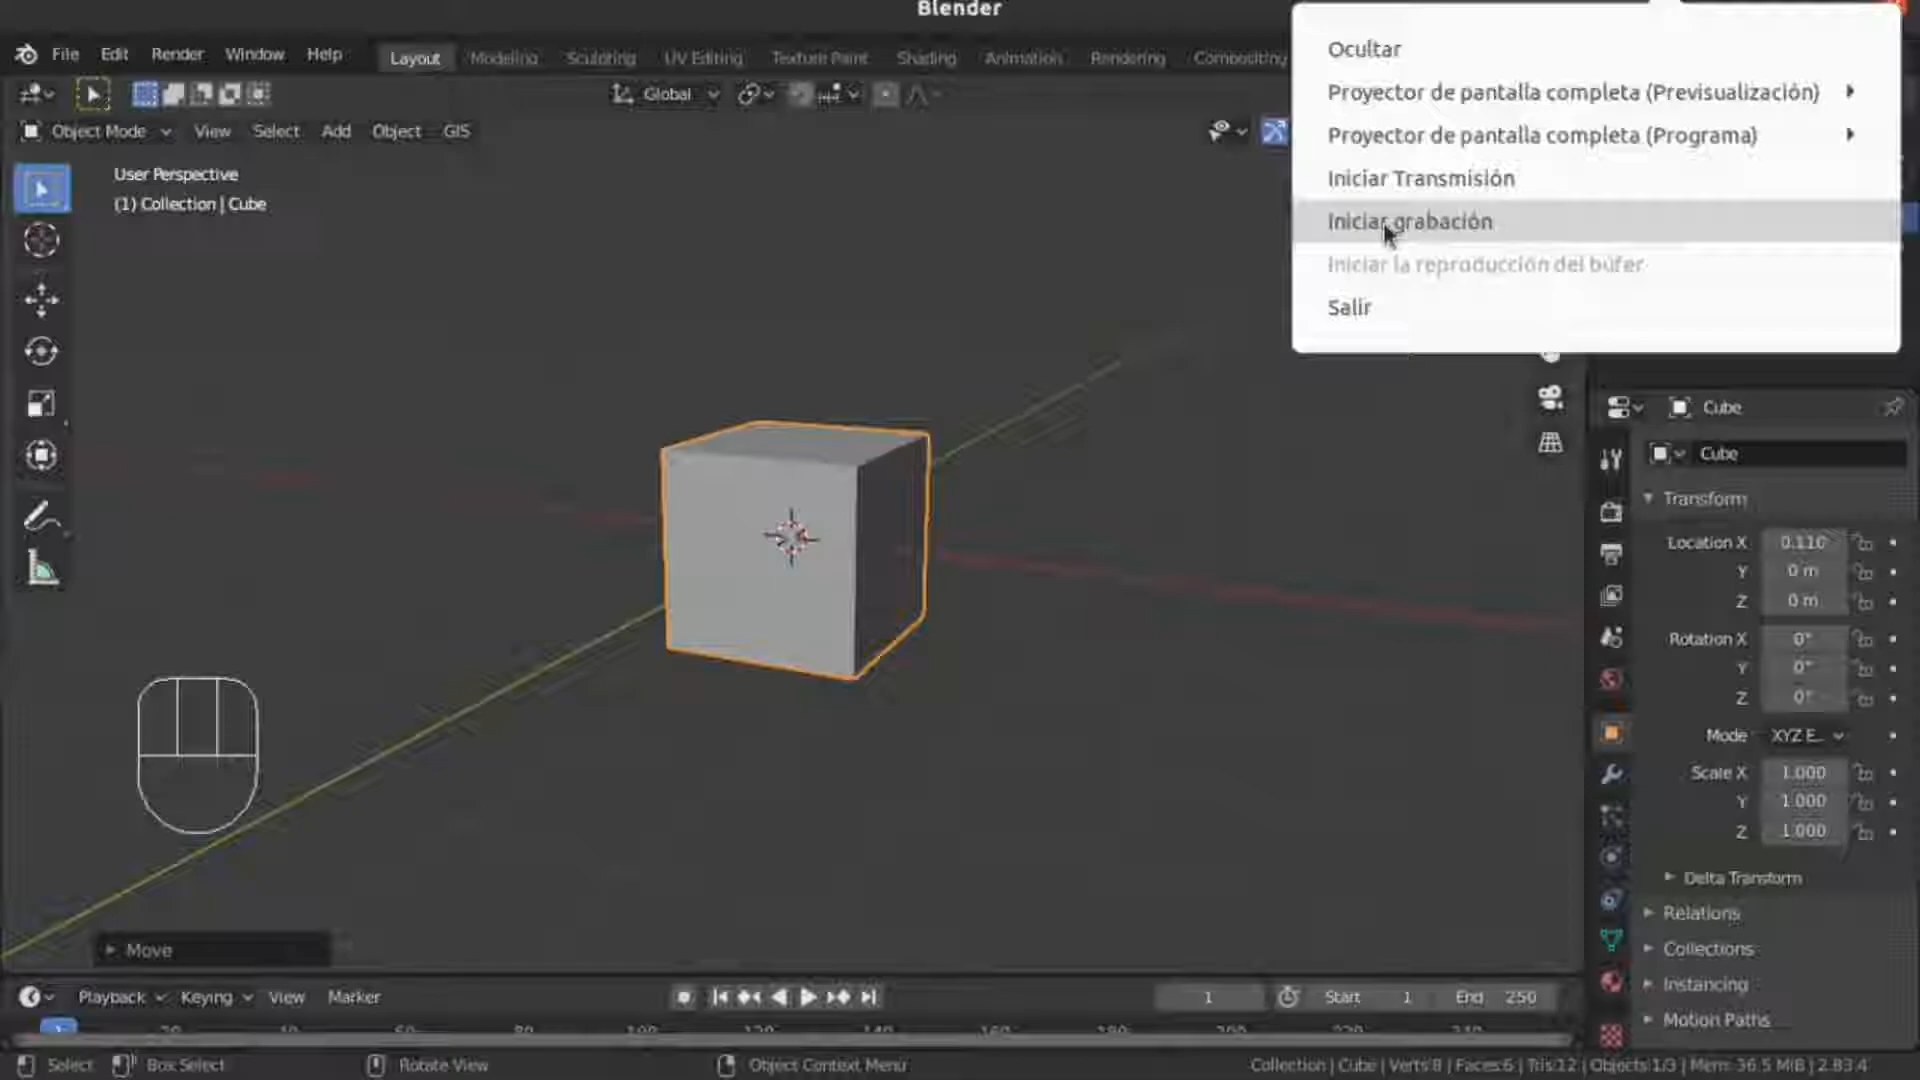 Blender
File Edit Render Window Help Layout Modeling Sculpting UV Editing Texture Paint Shading Animation Rendering Compositing
Global
Object Mode View Select Add Object GIS
User Perspective
(1) Collection | Cube
Ocultar
Proyector de pantalla completa (Previsualización)
Proyector de pantalla completa (Programa)
Iniciar Transmisión
Iniciar grabación
Iniciar la reproducción del búfer
Salir
Cube
Cube
Transform
Location X 0.110
Y 0 m
Z 0 m
Rotation X 0°
Y 0°
Z 0°
Mode XYZ E..
Scale X 1.000
Y 1.000
Z 1.000
Delta Transform
Relations
Collections
Instancing
Motion Paths
Move
Playback Keying View Marker 1 Start 1 End 250
Select Box Select Rotate View Object Context Menu Collection | Cube | Verts:8 | Faces:6 | Tris:12 | Objects:1/3 | Mem: 36.5 MiB | 2.83.4